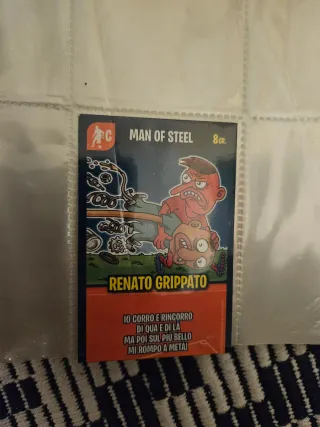 C
MAN OF STEEL
8CR.
RENATO GRIPPATO
IO CORRO E RINCORRO
DI QUA E DI LÀ
MA POI SUL PIÙ BELLO
MI ROMPO A METÀ!